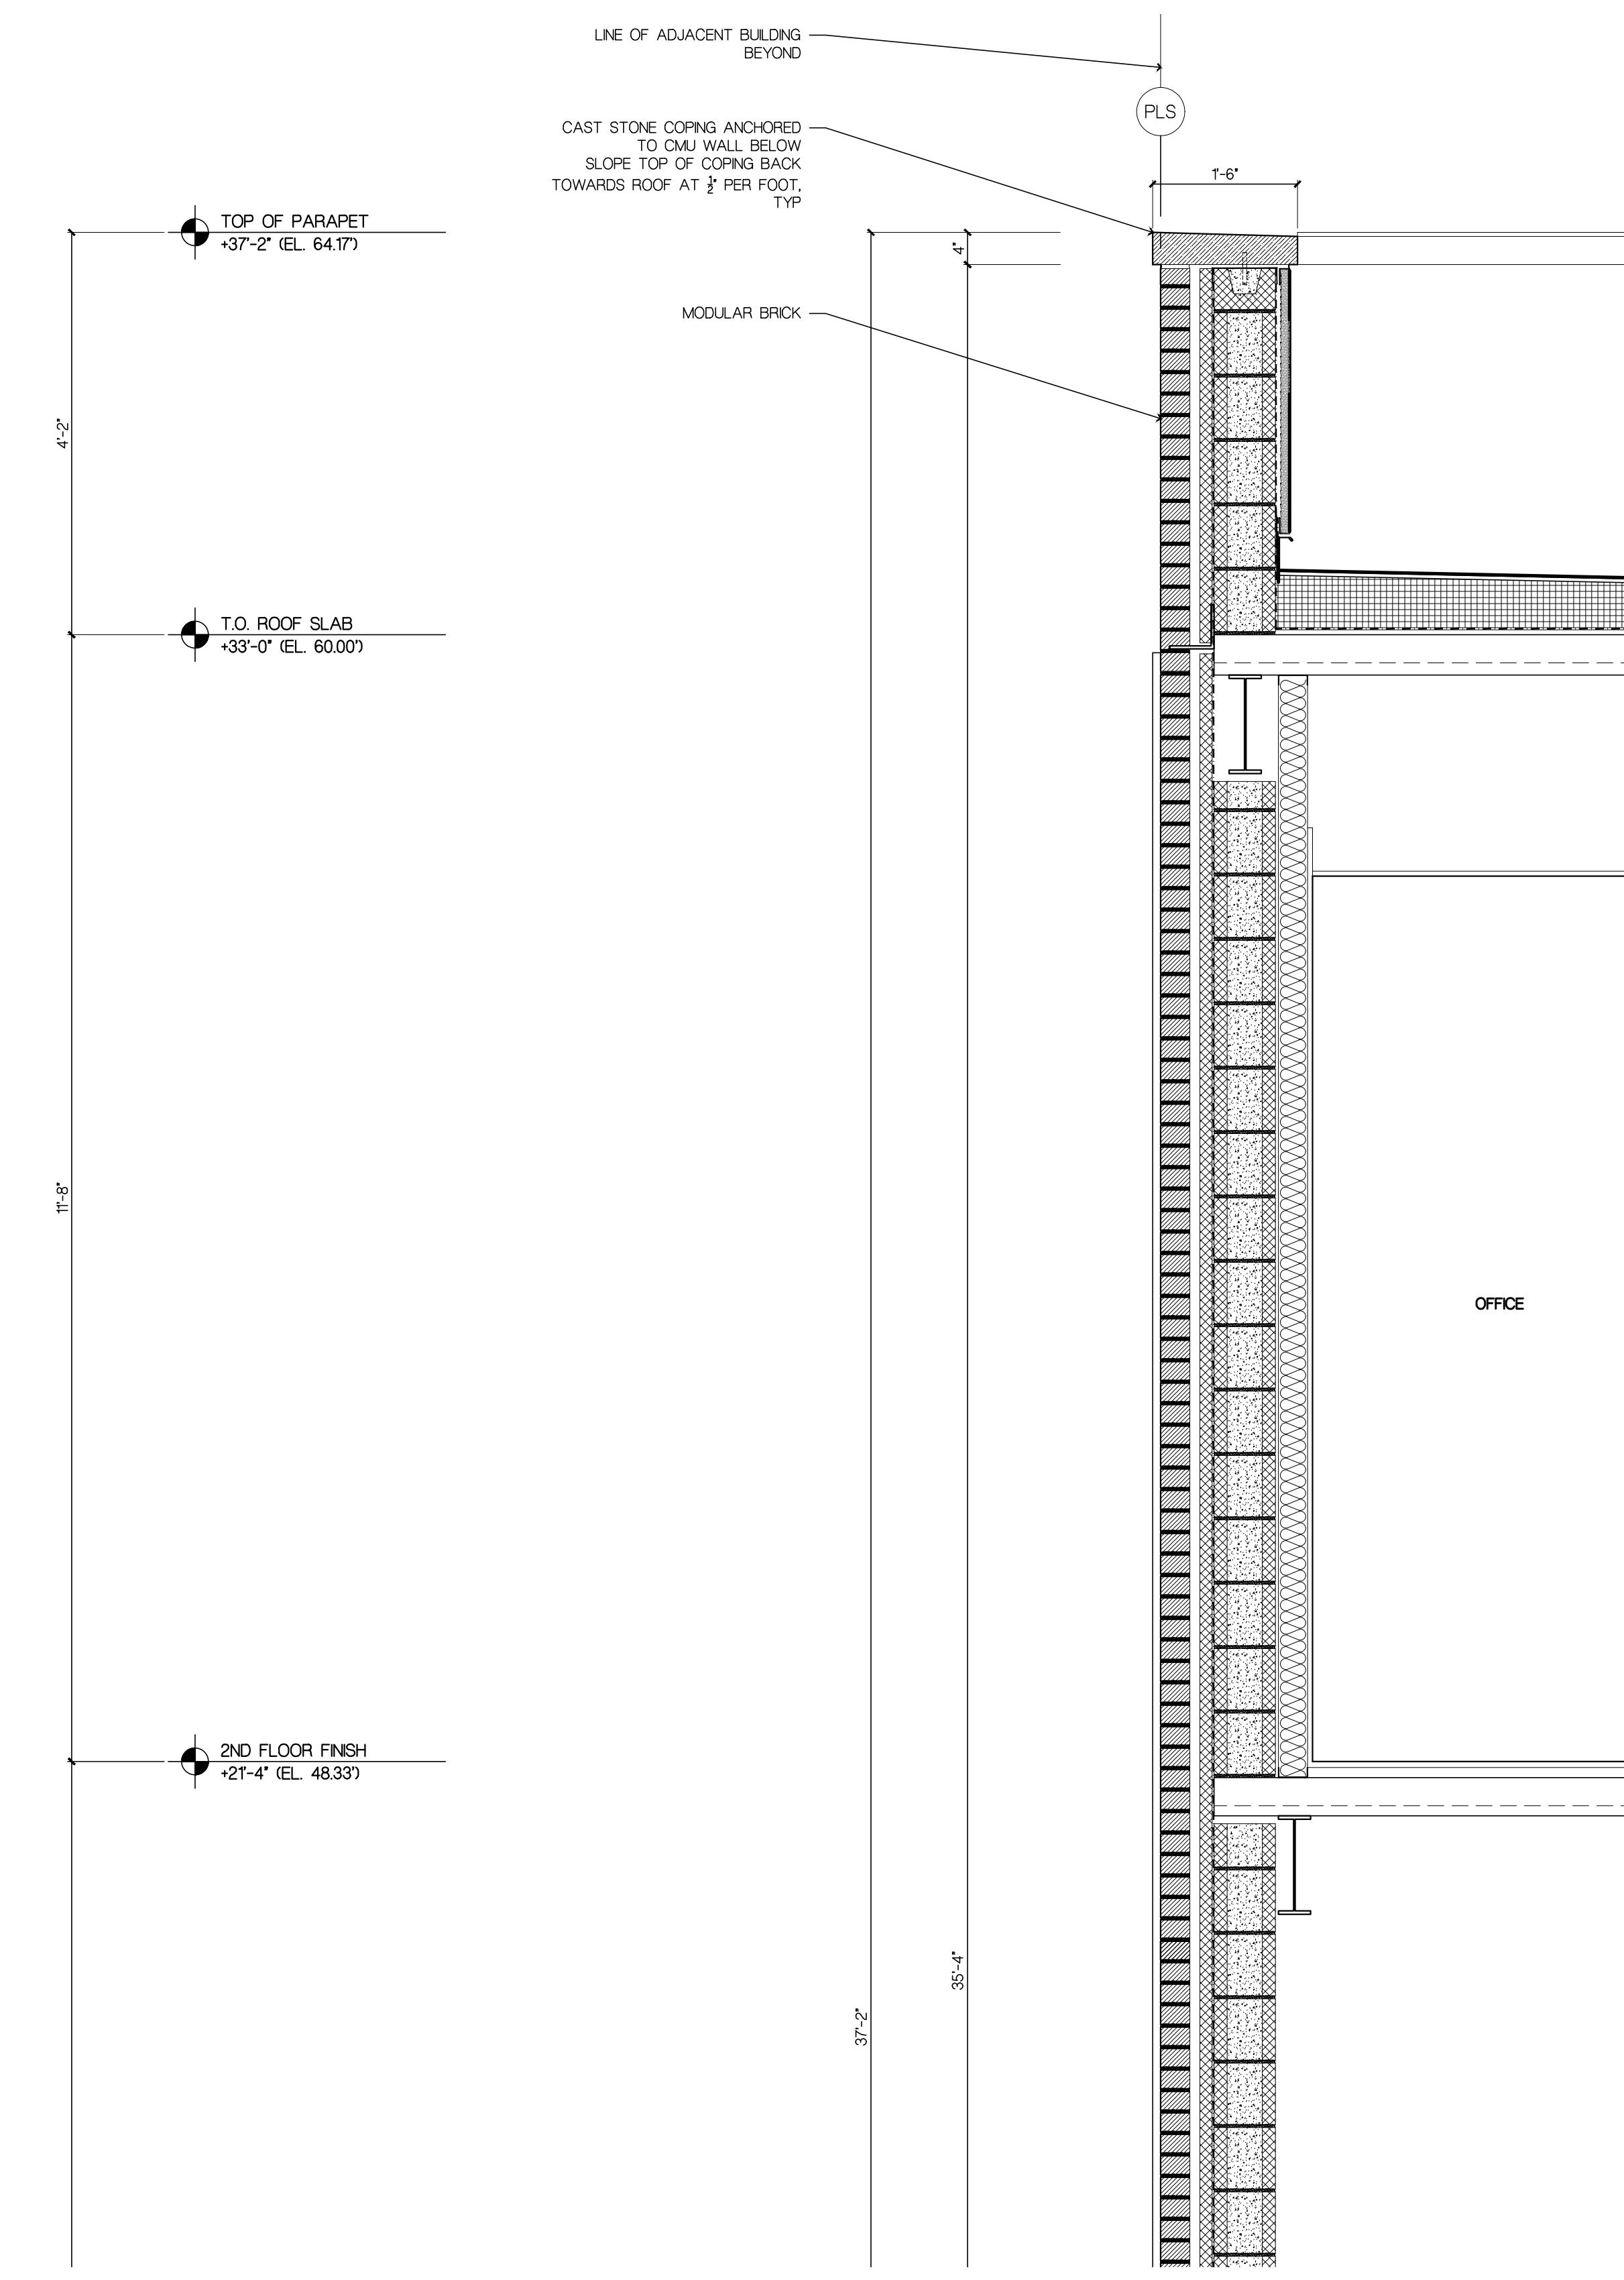 LINE OF ADJACENT BUILDING
BEYOND
PLS
CAST STONE COPING ANCHORED
TO CMU WALL BELOW
SLOPE TOP OF COPING BACK
TOWARDS ROOF AT 1/2" PER FOOT,
TYP
1'-6"
TOP OF PARAPET
+37'-2" (EL. 64.17')
4"
MODULAR BRICK
4'-2"
T.O. ROOF SLAB
+33'-0" (EL. 60.00')
11'-8"
OFFICE
2ND FLOOR FINISH
+21'-4" (EL. 48.33')
35'-4"
37'-2"